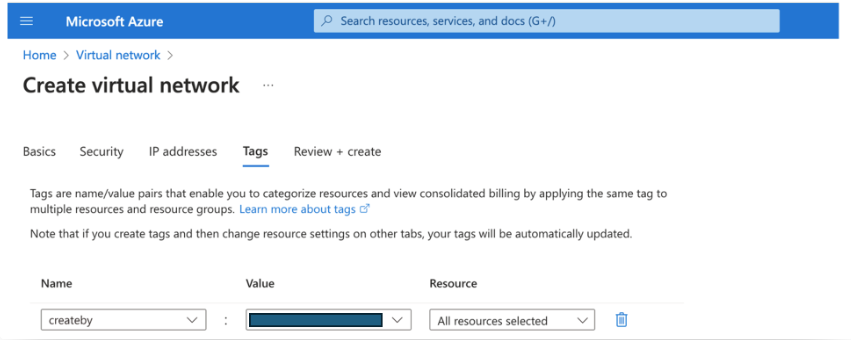 Microsoft Azure
Search resources, services, and docs (G+/)
Home > Virtual network >
Create virtual network ...
Basics Security IP addresses Tags Review + create
Tags are name/value pairs that enable you to categorize resources and view consolidated billing by applying the same tag to
multiple resources and resource groups. Learn more about tags
Note that if you create tags and then change resource settings on other tabs, your tags will be automatically updated.
Name Value Resource
createby : All resources selected